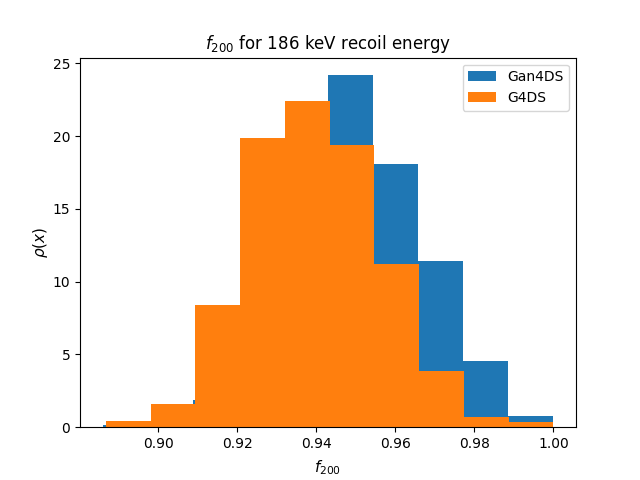 f₂₀₀ for 186 keV recoil energy
Gan4DS
G4DS
ρ(x)
25
20
15
10
5
0
0.90 0.92 0.94 0.96 0.98 1.00
f₂₀₀